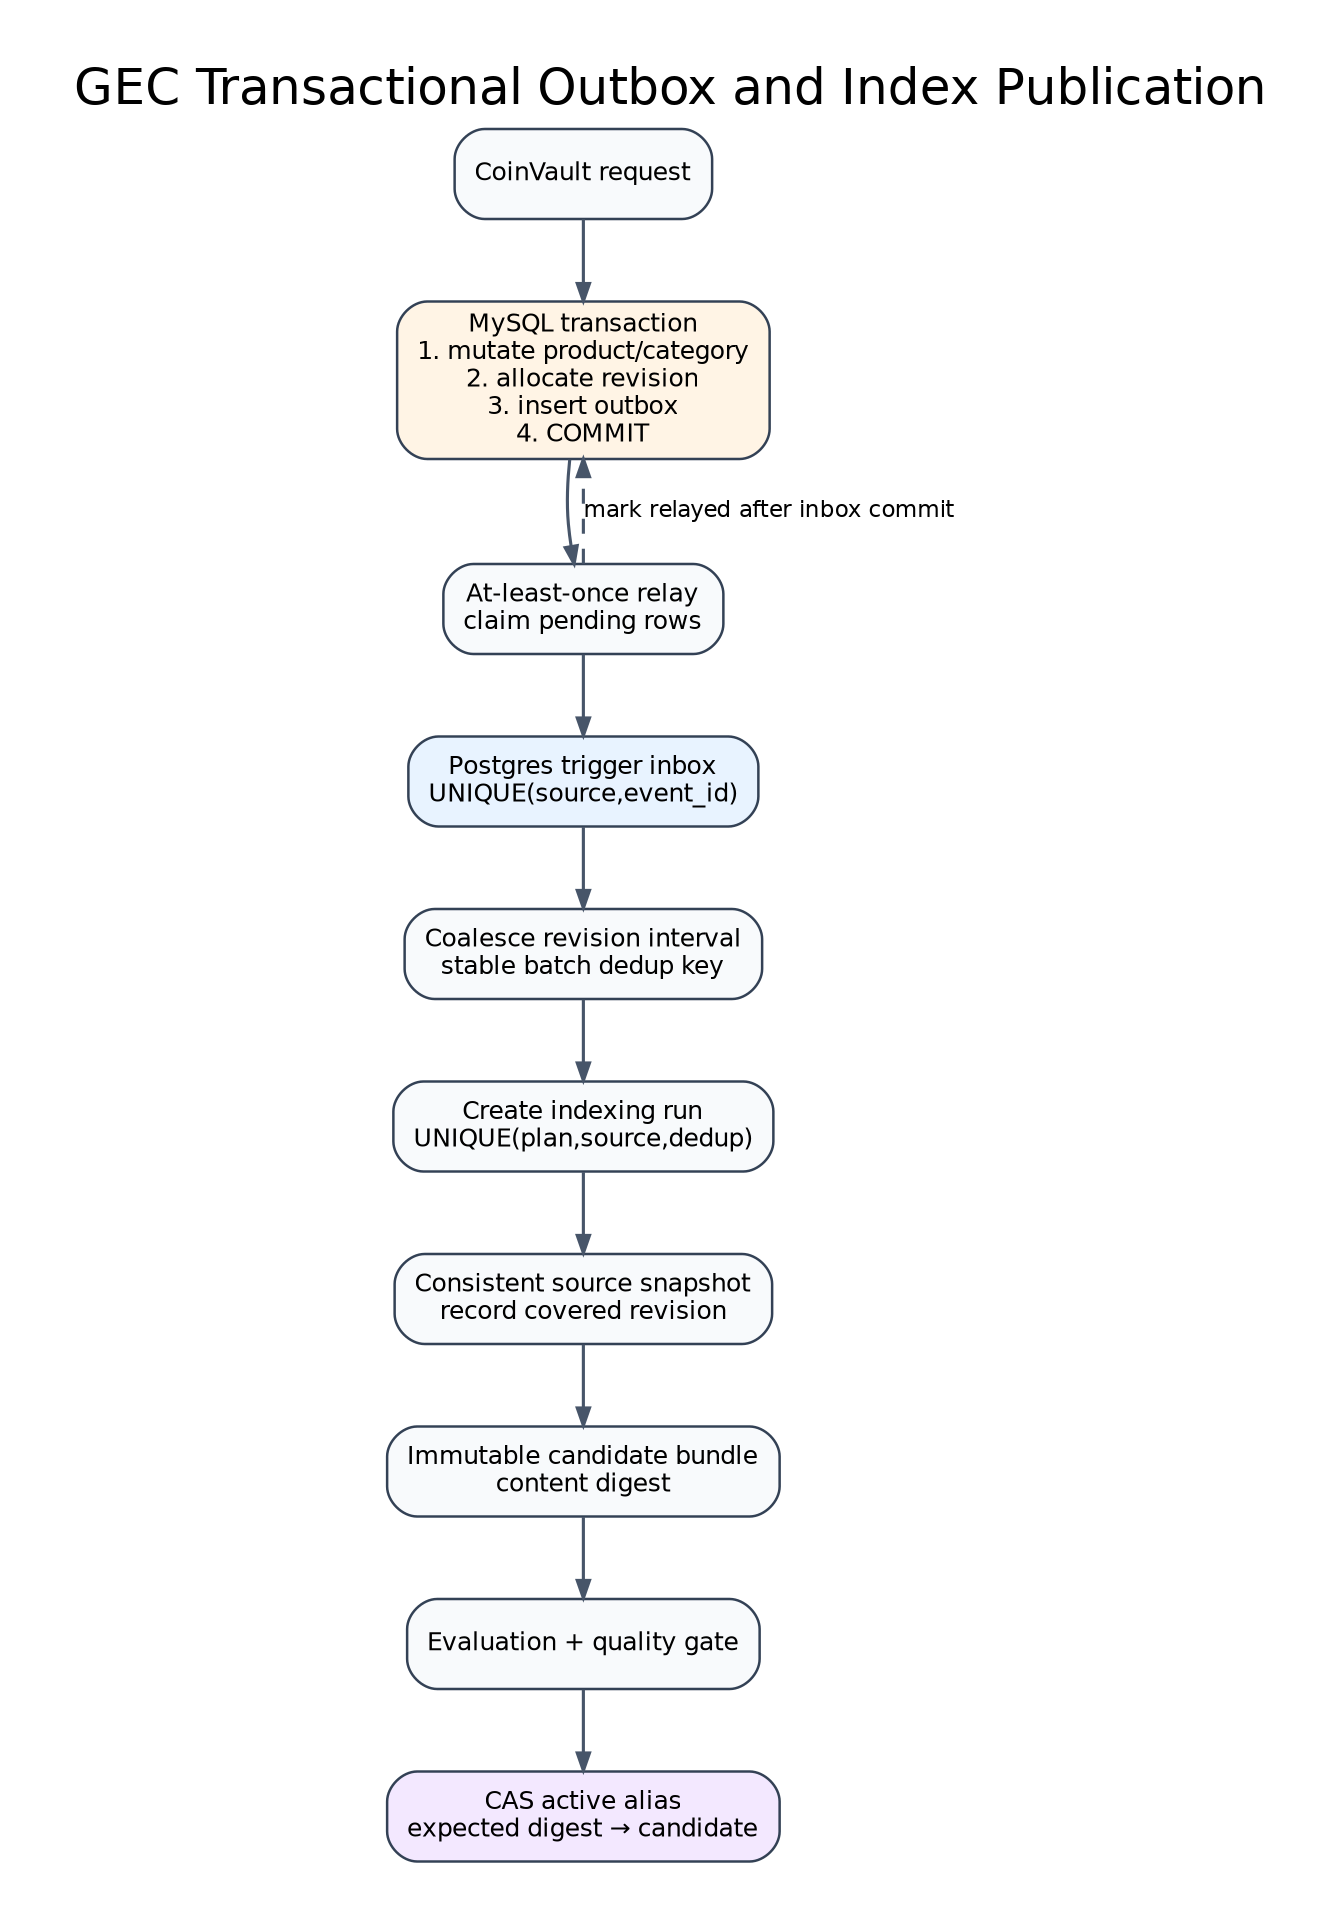 GEC Transactional Outbox and Index Publication
CoinVault request
MySQL transaction
1. mutate product/category
2. allocate revision
3. insert outbox
4. COMMIT
mark relayed after inbox commit
At-least-once relay
claim pending rows
Postgres trigger inbox
UNIQUE(source,event_id)
Coalesce revision interval
stable batch dedup key
Create indexing run
UNIQUE(plan,source,dedup)
Consistent source snapshot
record covered revision
Immutable candidate bundle
content digest
Evaluation + quality gate
CAS active alias
expected digest → candidate